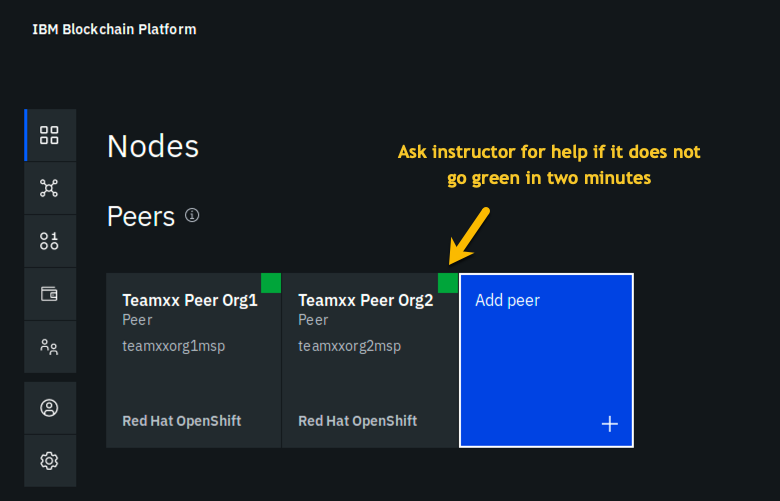 IBM Blockchain Platform
Nodes
Ask instructor for help if it does not
go green in two minutes
Peers
Teamxx Peer Org1
Peer
teamxxorg1msp
Red Hat OpenShift
Teamxx Peer Org2
Peer
teamxxorg2msp
Red Hat OpenShift
Add peer